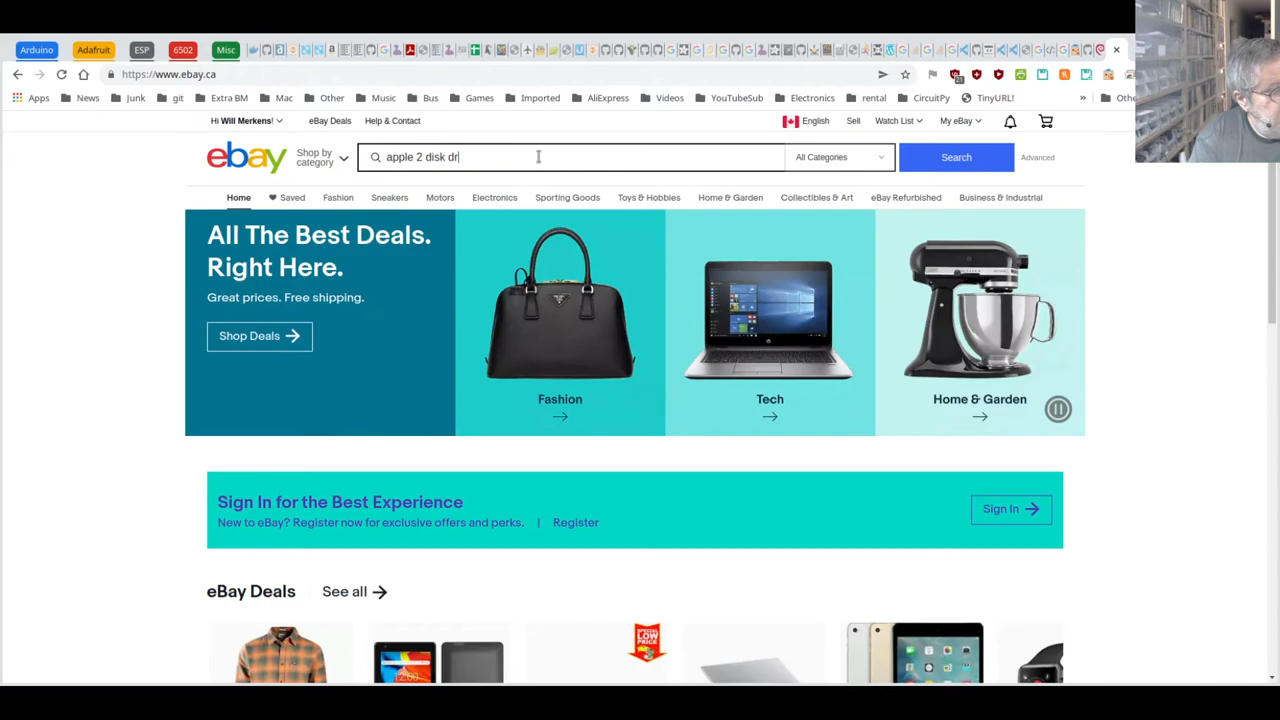 Arduino Adafruit ESP 6502 Misc
https://www.ebay.ca
Apps News Junk git Extra BM Mac Other Music Bus Games Imported AliExpress Videos YouTubeSub Electronics rental CircuitPy TinyURL! » Othe
Hi Will Merkens! eBay Deals Help & Contact English Sell Watch List My eBay
ebay Shop by category apple 2 disk dr All Categories Search Advanced
Home Saved Fashion Sneakers Motors Electronics Sporting Goods Toys & Hobbies Home & Garden Collectibles & Art eBay Refurbished Business & Industrial
All The Best Deals.
Right Here.
Great prices. Free shipping.
Shop Deals
Fashion Tech Home & Garden
Sign In for the Best Experience
New to eBay? Register now for exclusive offers and perks. | Register
Sign In
eBay Deals See all
SPECIAL
LOW
PRICE